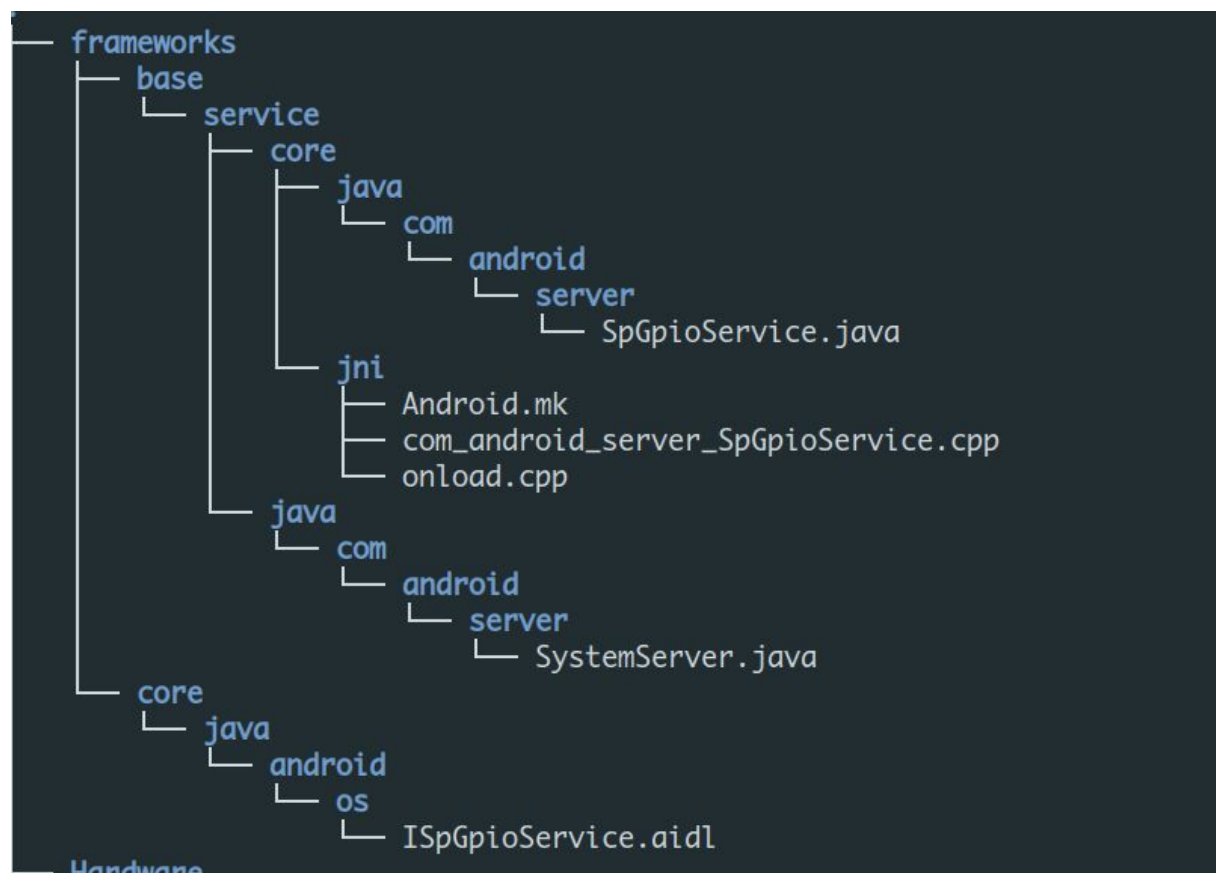 frameworks
base
service
core
java
com
android
server
SpGpioService.java
jni
Android.mk
com_android_server_SpGpioService.cpp
onload.cpp
java
com
android
server
SystemServer.java
core
java
android
os
ISpGpioService.aidl
Hardware